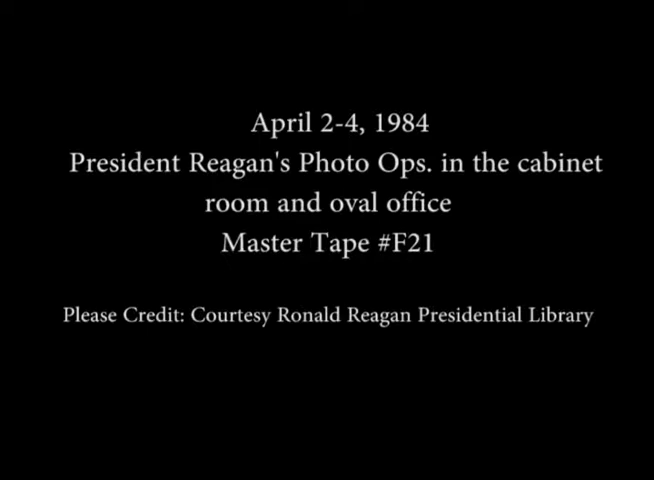 April 2-4, 1984
President Reagan's Photo Ops. in the cabinet
room and oval office
Master Tape #F21
Please Credit: Courtesy Ronald Reagan Presidential Library